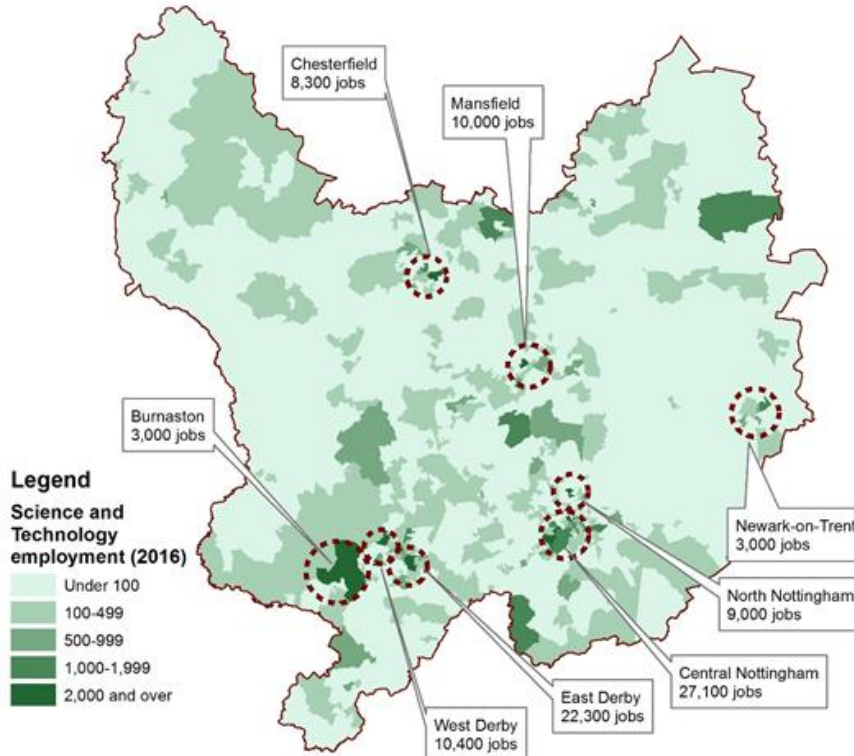 Chesterfield
8,300 jobs
Mansfield
10,000 jobs
Burnaston
3,000 jobs
Legend
Science and
Technology
employment (2016)
Under 100
100-499
500-999
1,000-1,999
2,000 and over
Newark-on-Trent
3,000 jobs
North Nottingham
9,000 jobs
Central Nottingham
27,100 jobs
East Derby
22,300 jobs
West Derby
10,400 jobs